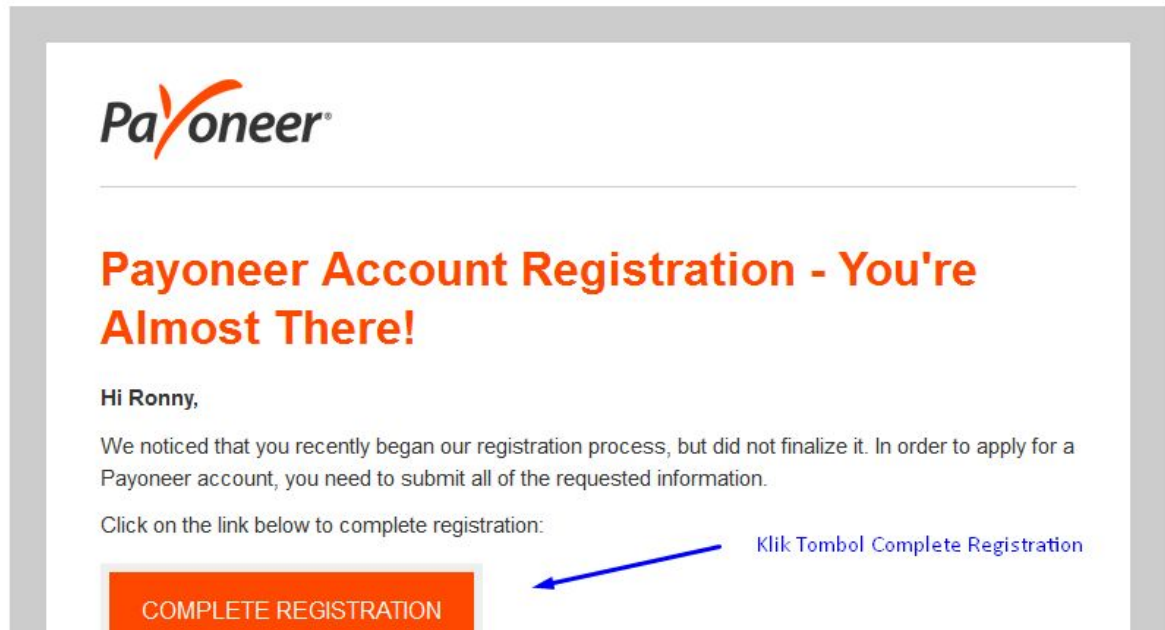 Payoneer®
Payoneer Account Registration - You're
Almost There!
Hi Ronny,
We noticed that you recently began our registration process, but did not finalize it. In order to apply for a
Payoneer account, you need to submit all of the requested information.
Click on the link below to complete registration:
Klik Tombol Complete Registration
COMPLETE REGISTRATION